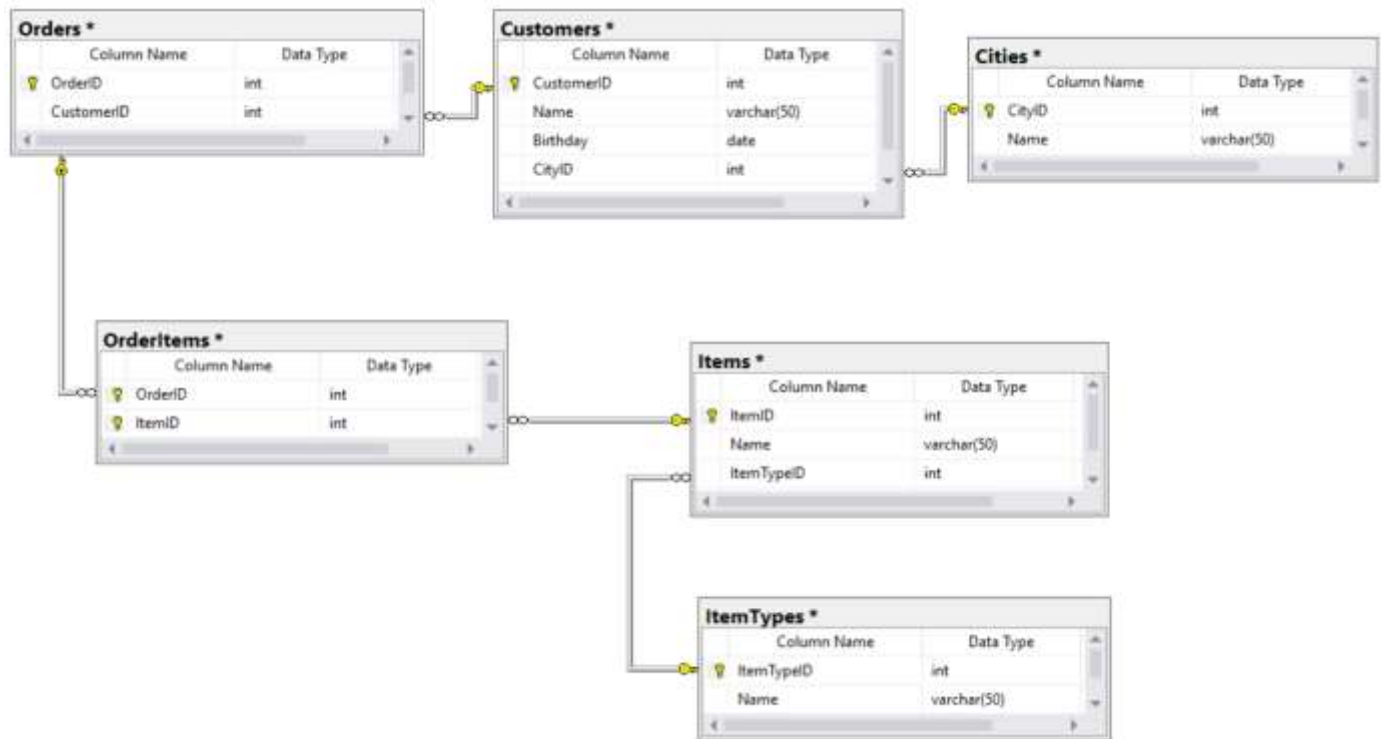 Orders *
Column Name Data Type
OrderID int
CustomerID int
Customers *
Column Name Data Type
CustomerID int
Name varchar(50)
Birthday date
CityID int
Cities *
Column Name Data Type
CityID int
Name varchar(50)
OrderItems *
Column Name Data Type
OrderID int
ItemID int
Items *
Column Name Data Type
ItemID int
Name varchar(50)
ItemTypeID int
ItemTypes *
Column Name Data Type
ItemTypeID int
Name varchar(50)